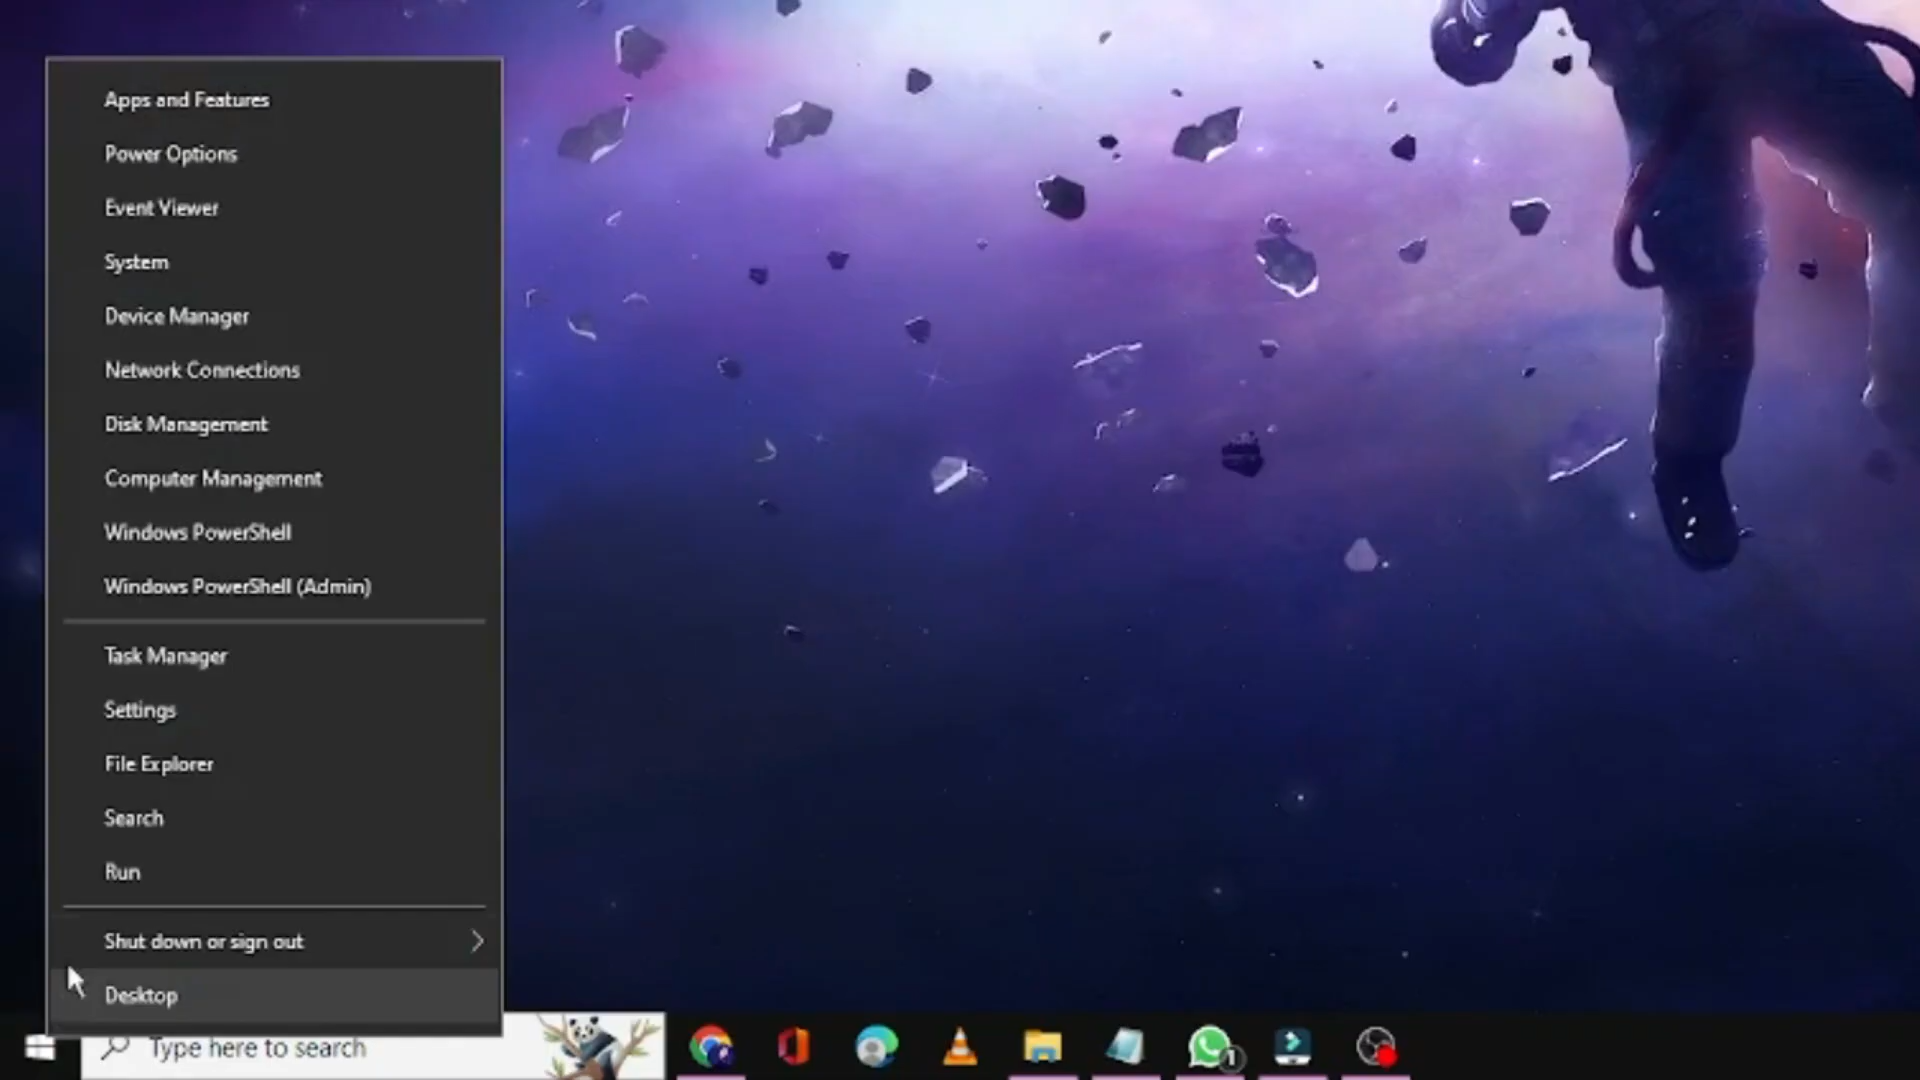 Apps and Features
Power Options
Event Viewer
System
Device Manager
Network Connections
Disk Management
Computer Management
Windows PowerShell
Windows PowerShell (Admin)
Task Manager
Settings
File Explorer
Search
Run
Shut down or sign out
Desktop
Type here to search
1